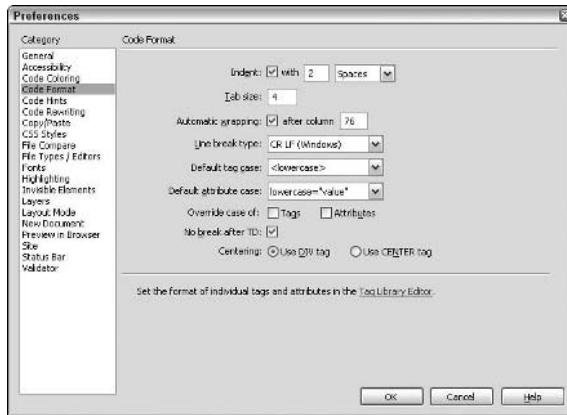 Preferences
Category
Code Format
General
Accessibility
Code Coloring
Code Format
Code Hints
Code Rewriting
Copy/Paste
CSS Styles
File Compare
File Types / Editors
Fonts
Highlighting
Invisible Elements
Layers
Layout Mode
New Document
Preview in Browser
Site
Status Bar
Validator
Indent: with 2 Spaces
Tab size: 4
Automatic wrapping: after column 76
Line break type: CR LF (Windows)
Default tag case: <lowercase>
Default attribute case: lowercase="value"
Override case of: Tags Attributes
No break after TD:
Centering: Use DIV tag Use CENTER tag
Set the format of individual tags and attributes in the Tag Library Editor.
OK Cancel Help